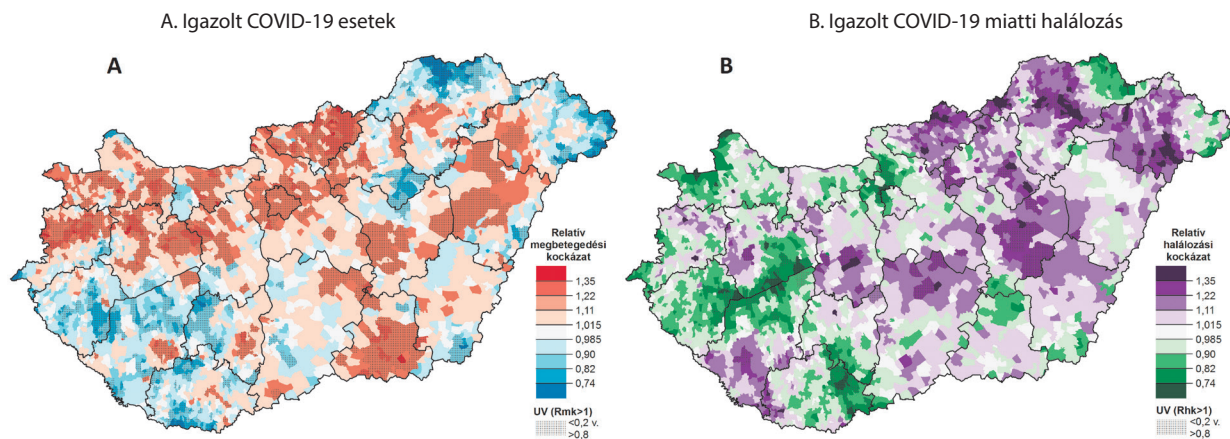 A. Igazolt COVID-19 esetek
B. Igazolt COVID-19 miatti halálozás
A
Relatív
megbetegedési
kockázat
1,35
1,22
1,11
1,015
0,985
0,90
0,82
0,74
UV (Rmk>1)
<0,2 v.
>0,8
B
Relatív
halálozási
kockázat
1,35
1,22
1,11
1,015
0,985
0,90
0,82
0,74
UV (Rhk>1)
<0,2 v.
>0,8